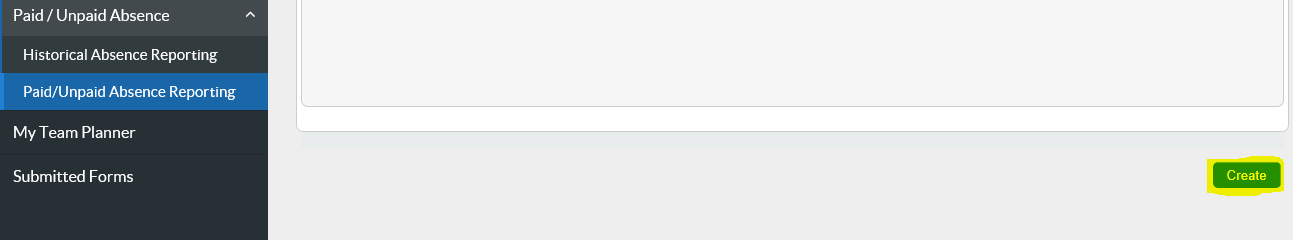 Paid / Unpaid Absence
Historical Absence Reporting
Paid/Unpaid Absence Reporting
My Team Planner
Submitted Forms
Create